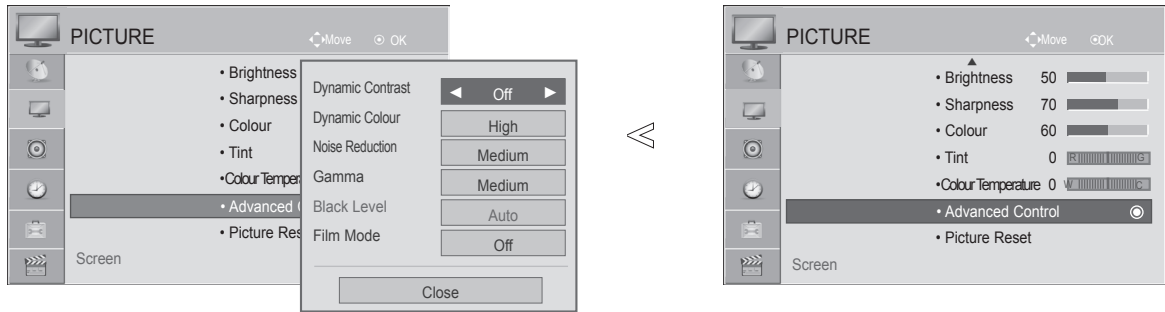 PICTURE
Move OK
• Brightness
• Sharpness
• Colour
• Tint
•Colour Temper
• Advanced
• Picture Res
Screen
Dynamic Contrast ◄ Off ►
Dynamic Colour High
Noise Reduction Medium
Gamma Medium
Black Level Auto
Film Mode Off
Close
PICTURE
Move OK
• Brightness 50
• Sharpness 70
• Colour 60
• Tint 0 R G
•Colour Temperature 0 W C
• Advanced Control
• Picture Reset
Screen